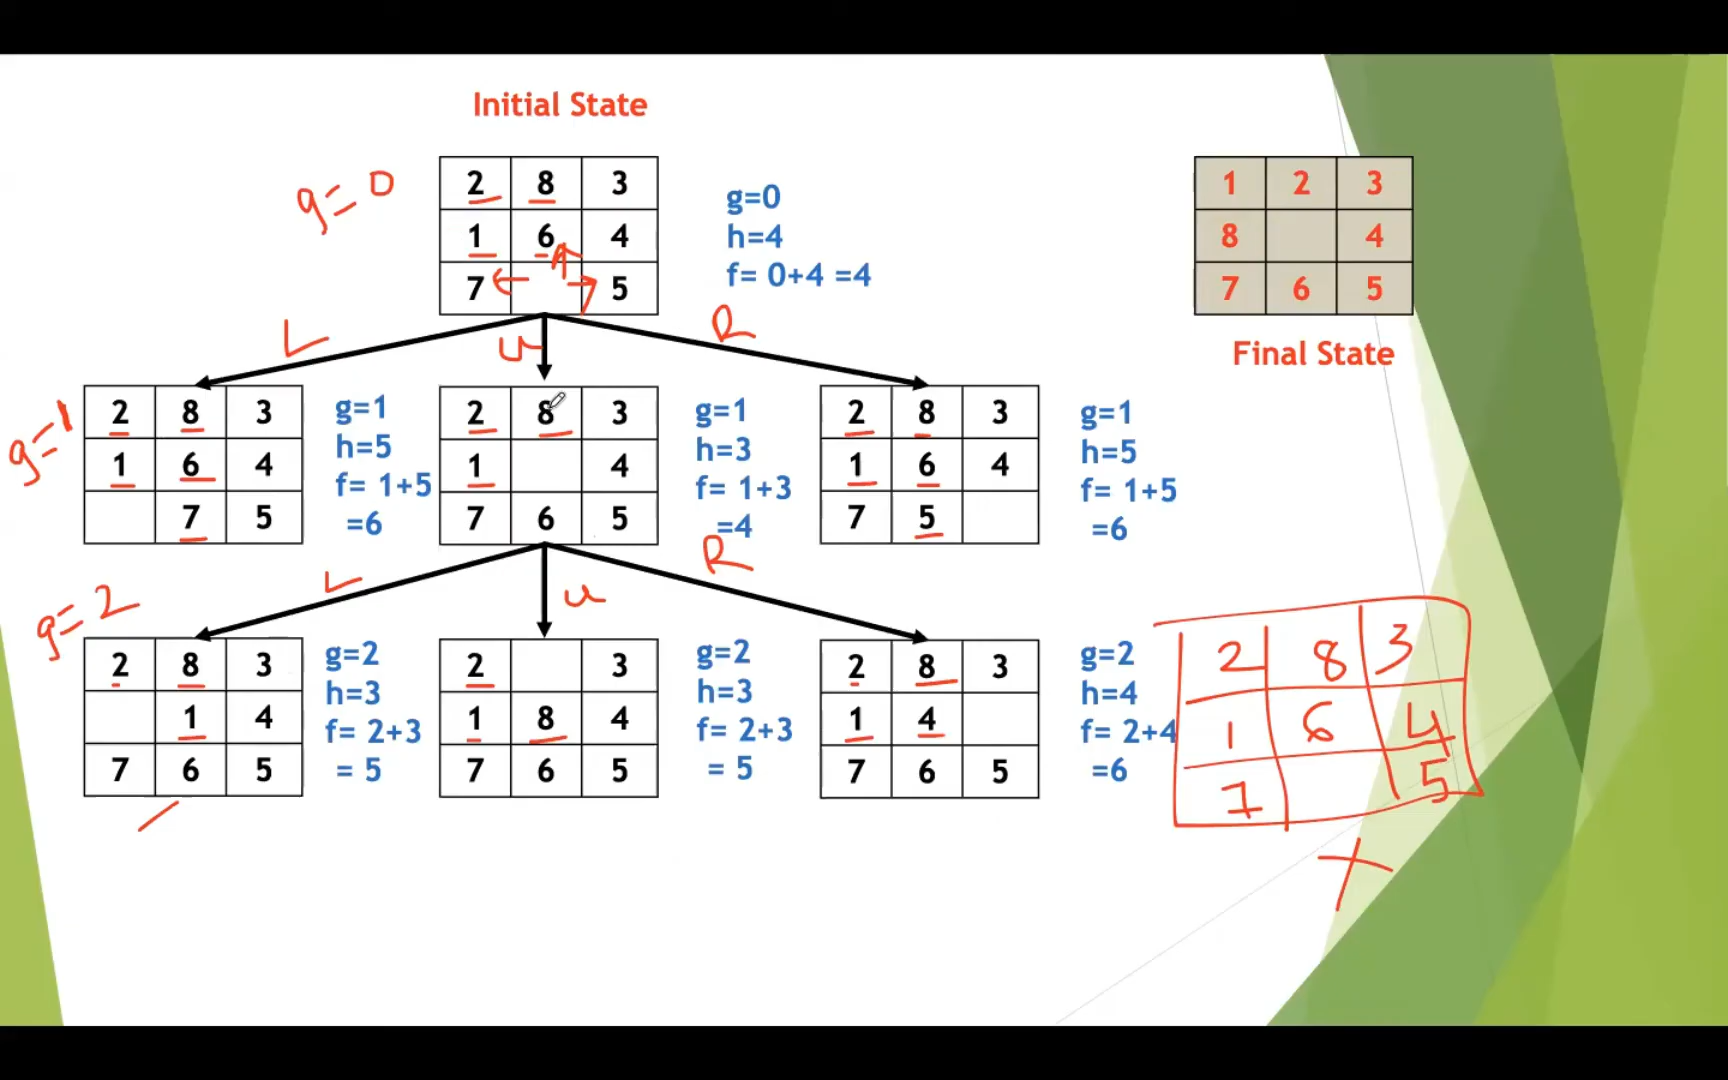 Initial State
g=0
2 8 3
1 6 4
7 5
g=0
h=4
f= 0+4 =4
1 2 3
8 4
7 6 5
Final State
L
u
R
g=1
2 8 3
1 6 4
7 5
g=1
h=5
f= 1+5
=6
2 8 3
1 4
7 6 5
g=1
h=3
f= 1+3
=4
2 8 3
1 6 4
7 5
g=1
h=5
f= 1+5
=6
L
u
R
g=2
2 8 3
1 4
7 6 5
g=2
h=3
f= 2+3
= 5
2 3
1 8 4
7 6 5
g=2
h=3
f= 2+3
= 5
2 8 3
1 4
7 6 5
g=2
h=4
f= 2+4
=6
2 8 3
1 6 4
7 5